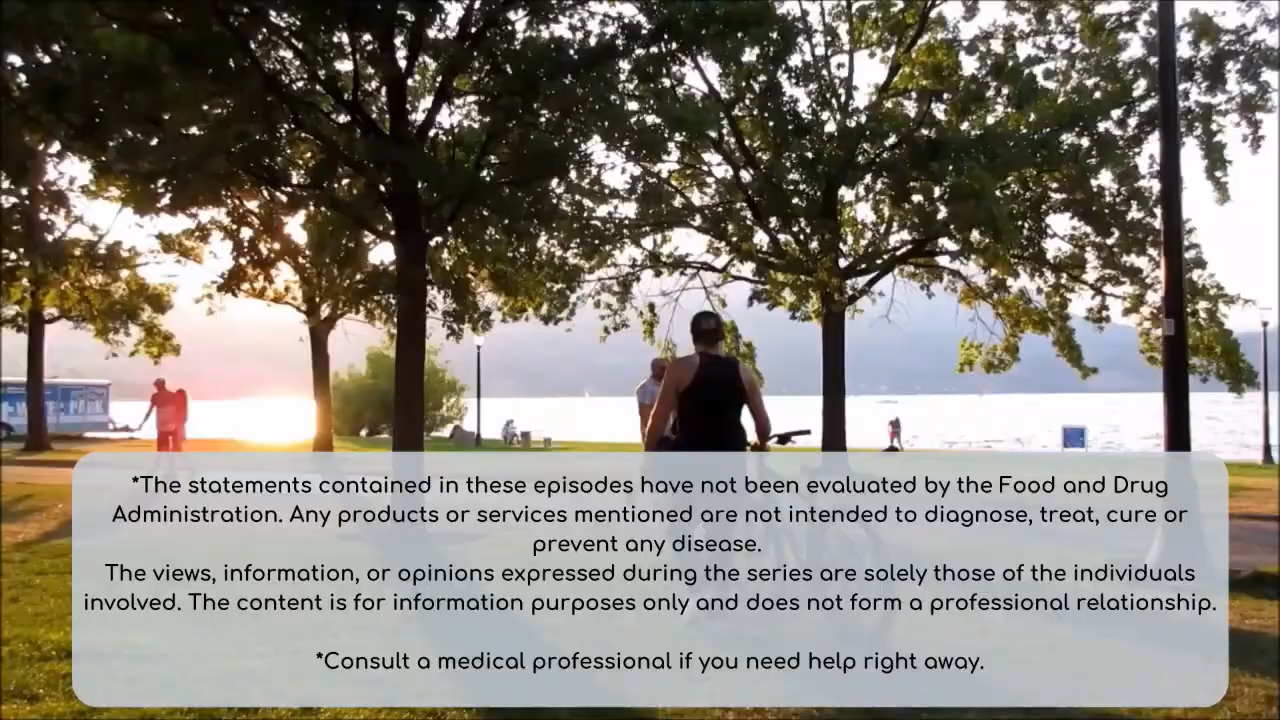 *The statements contained in these episodes have not been evaluated by the Food and Drug
Administration. Any products or services mentioned are not intended to diagnose, treat, cure or
prevent any disease.
The views, information, or opinions expressed during the series are solely those of the individuals
involved. The content is for information purposes only and does not form a professional relationship.
*Consult a medical professional if you need help right away.